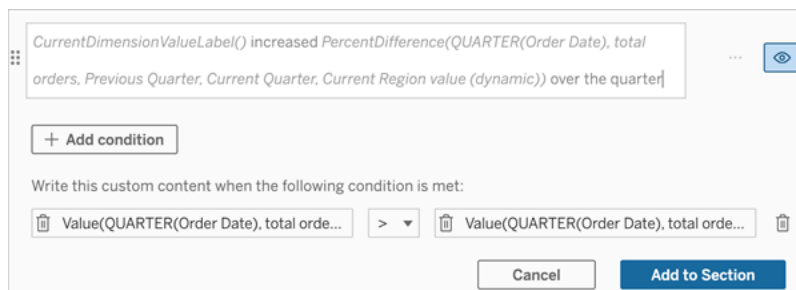 CurrentDimensionValueLabel() increased PercentDifference(QUARTER(Order Date), total
orders, Previous Quarter, Current Quarter, Current Region value (dynamic)) over the quarter
+ Add condition
Write this custom content when the following condition is met:
Value(QUARTER(Order Date), total orde... > Value(QUARTER(Order Date), total orde...
Cancel Add to Section